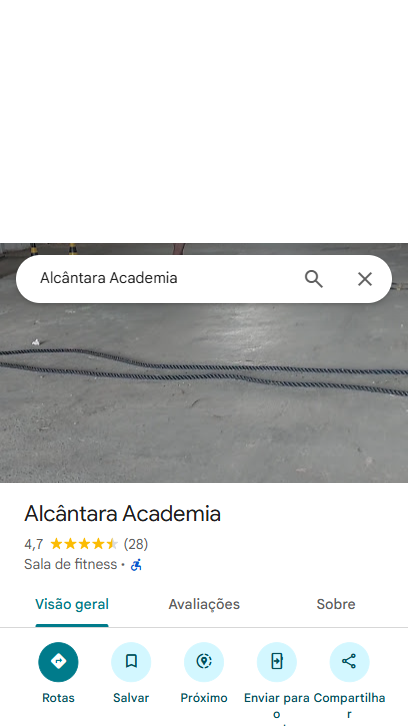 Alcântara Academia
Alcântara Academia
4,7 (28)
Sala de fitness ·
Visão geral Avaliações Sobre
Rotas Salvar Próximo Enviar para Compartilha
o r